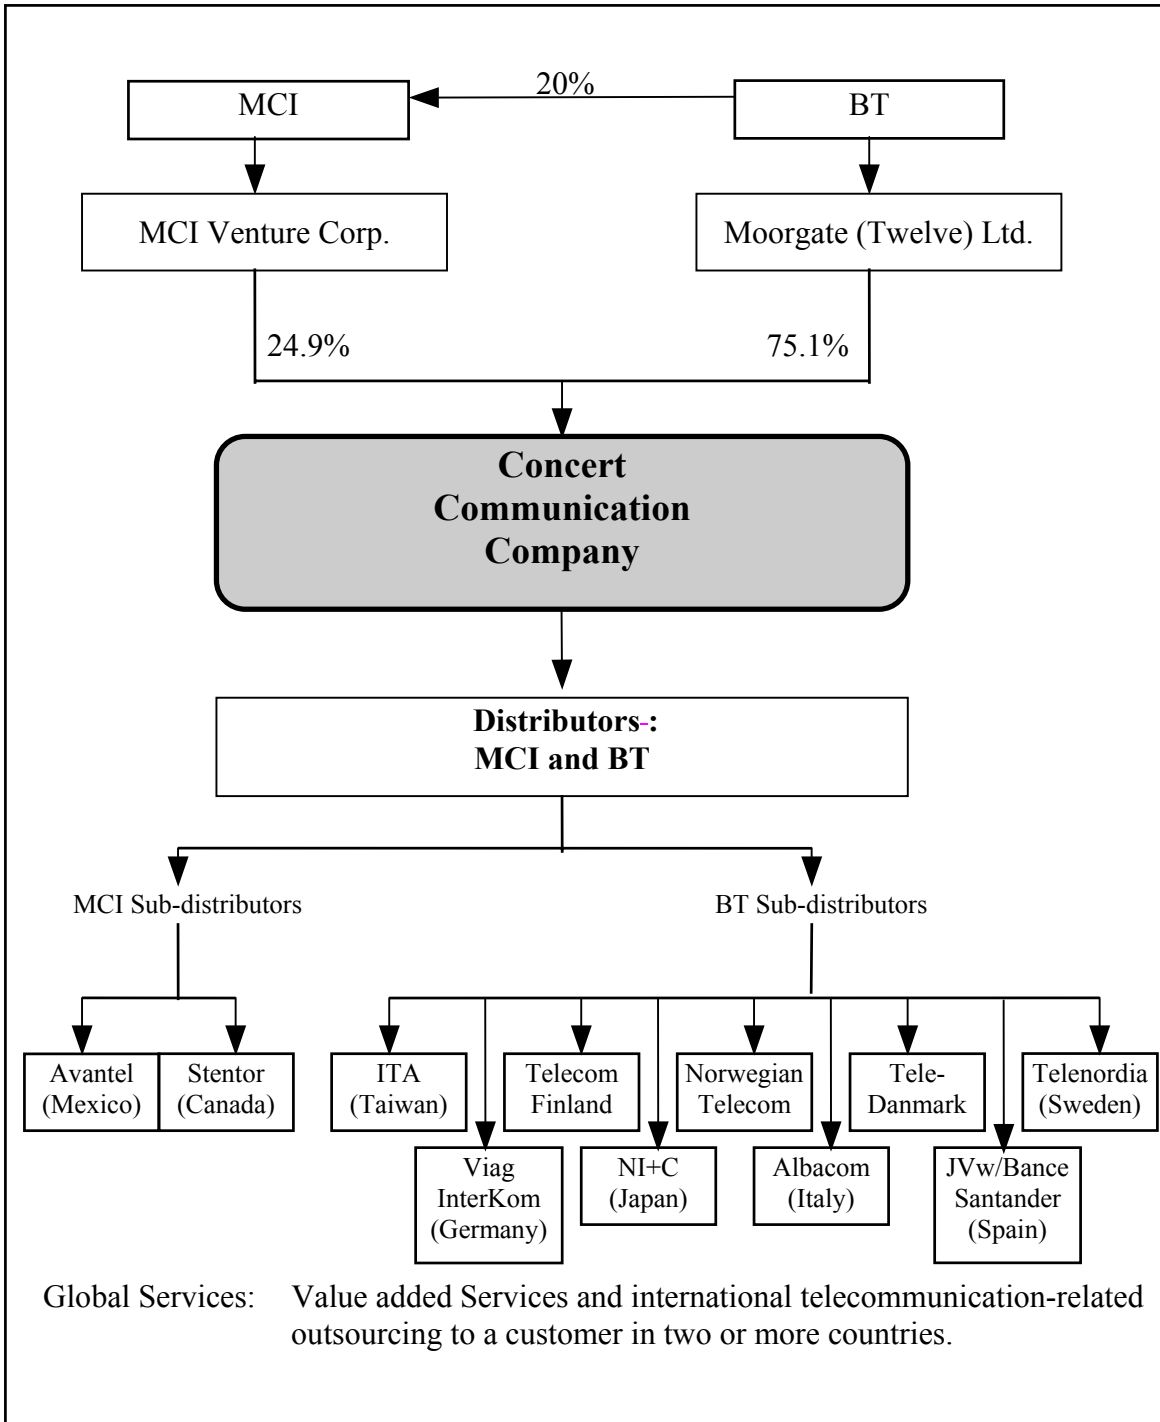 20%
MCI
BT
MCI Venture Corp.
Moorgate (Twelve) Ltd.
24.9%
75.1%
Concert
Communication
Company
Distributors-:
MCI and BT
MCI Sub-distributors
BT Sub-distributors
Avantel
(Mexico)
Stentor
(Canada)
ITA
(Taiwan)
Telecom
Finland
Norwegian
Telecom
Tele-
Danmark
Telenordia
(Sweden)
Viag
InterKom
(Germany)
NI+C
(Japan)
Albacom
(Italy)
JVw/Bance
Santander
(Spain)
Global Services: Value added Services and international telecommunication-related
outsourcing to a customer in two or more countries.